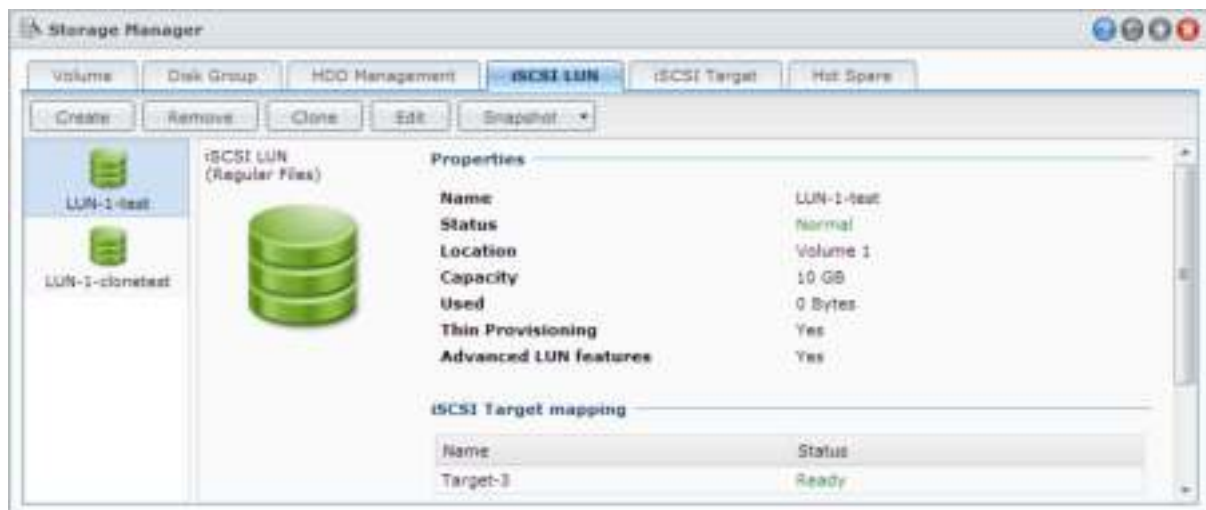 Storage Manager
Volume Disk Group HDD Management iSCSI LUN iSCSI Target Hot Spare
Create Remove Clone Edit Snapshot
LUN-1-test
LUN-1-clonetest
iSCSI LUN
(Regular Files)
Properties
Name LUN-1-test
Status Normal
Location Volume 1
Capacity 10 GB
Used 0 Bytes
Thin Provisioning Yes
Advanced LUN features Yes
iSCSI Target mapping
Name Status
Target-3 Ready